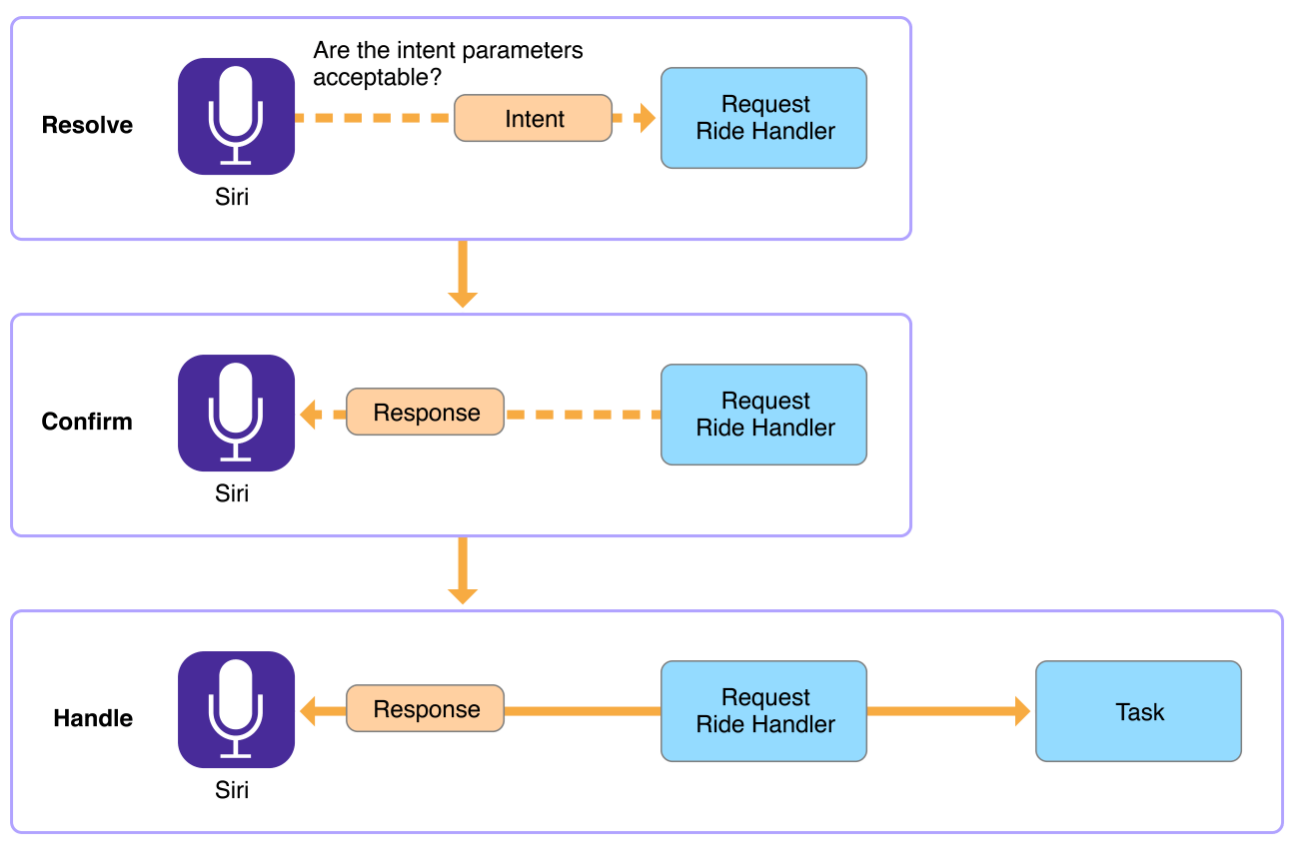 Are the intent parameters
acceptable?
Resolve
Intent
Request
Ride Handler
Siri
Confirm
Response
Request
Ride Handler
Siri
Handle
Response
Request
Ride Handler
Task
Siri